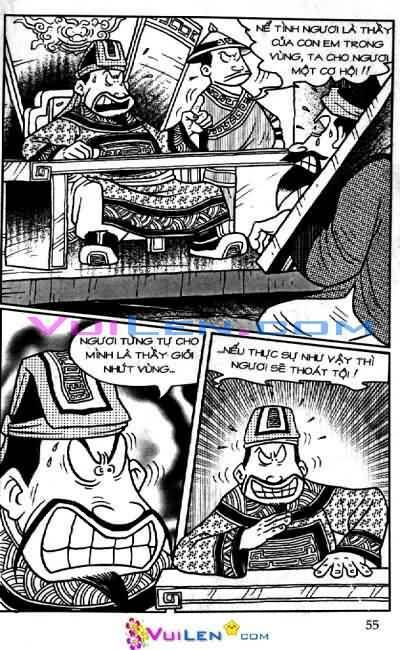 NỂ TÌNH NGƯƠI LÀ THẦY
CỦA CON EM TRONG
VÙNG, TA CHO NGƯƠI
MỘT CƠ HỘI !!
VUILEN.COM
NGƯƠI TỪNG TỰ CHO
MÌNH LÀ THẦY GIỎI
NHỨT VÙNG...
...NẾU THỰC SỰ NHƯ VẬY THÌ
NGƯƠI SẼ THOÁT TỘI !
55
VUILEN.COM